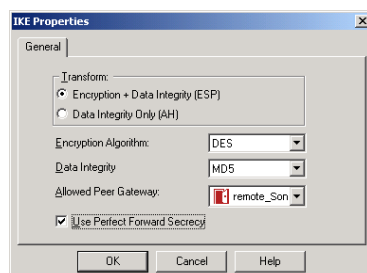 IKE Properties
General
Transform:
Encryption + Data Integrity (ESP)
Data Integrity Only (AH)
Encryption Algorithm: DES
Data Integrity MD5
Allowed Peer Gateway: remote_Son
Use Perfect Forward Secrecy
OK Cancel Help